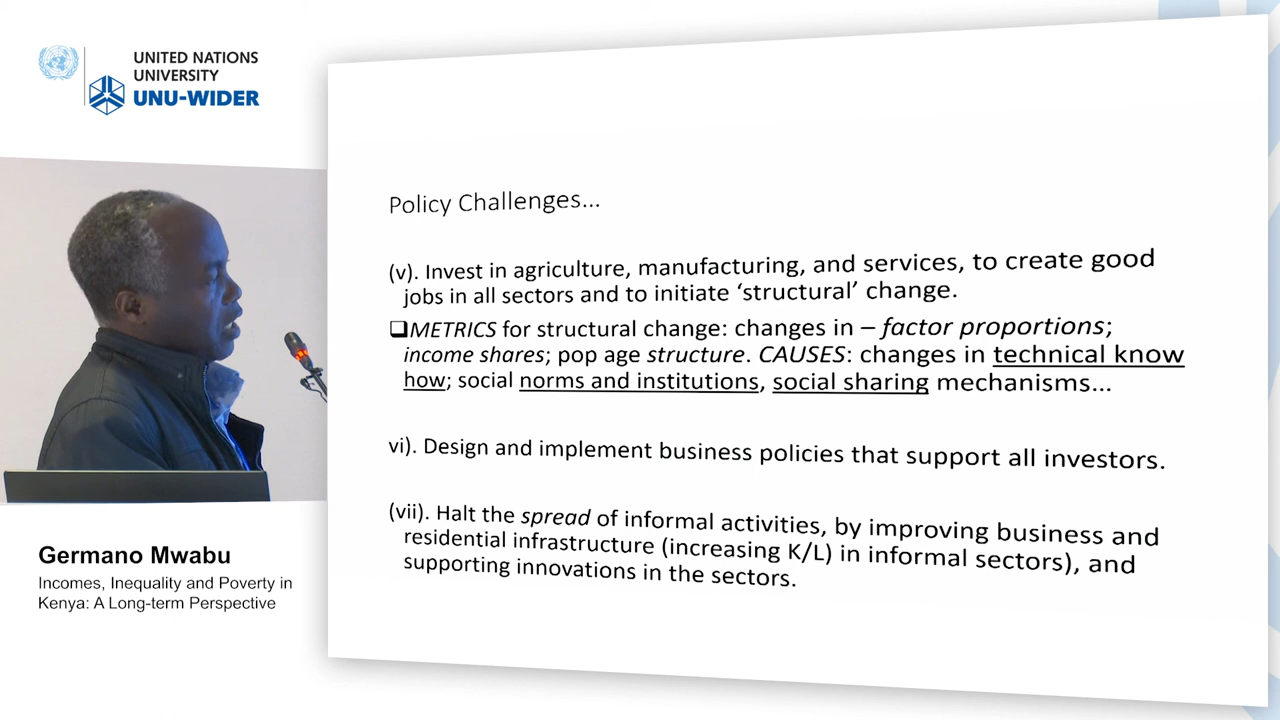 UNITED NATIONS
UNIVERSITY
UNU-WIDER
Policy Challenges...
(v). Invest in agriculture, manufacturing, and services, to create good
jobs in all sectors and to initiate ‘structural’ change.
❑METRICS for structural change: changes in – factor proportions;
income shares; pop age structure. CAUSES: changes in technical know
how; social norms and institutions, social sharing mechanisms...
vi). Design and implement business policies that support all investors.
(vii). Halt the spread of informal activities, by improving business and
residential infrastructure (increasing K/L) in informal sectors), and
supporting innovations in the sectors.
Germano Mwabu
Incomes, Inequality and Poverty in
Kenya: A Long-term Perspective